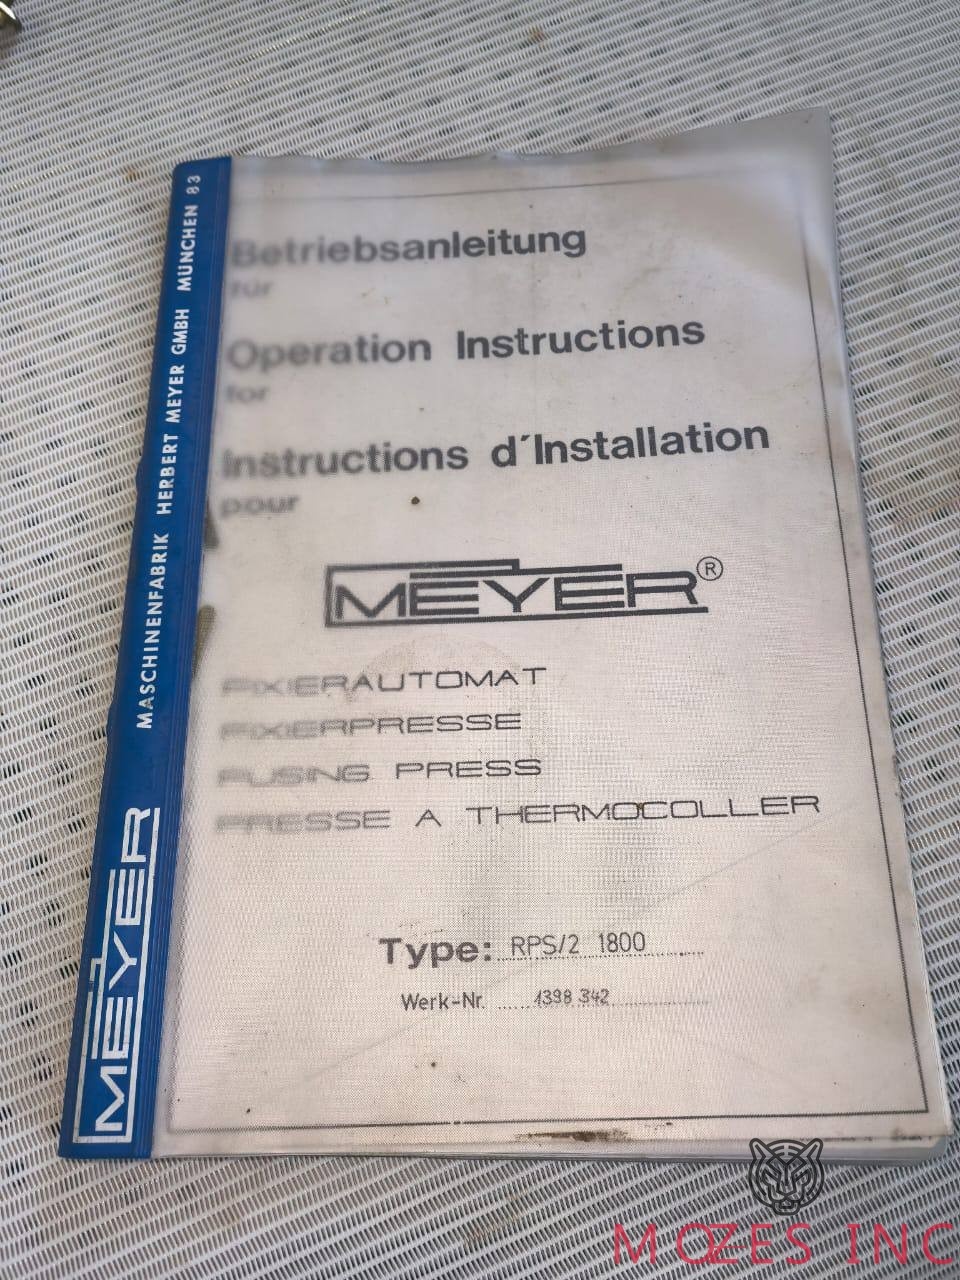 Betriebsanleitung
für
Operation Instructions
for
Instructions d´Installation
pour
MEYER®
FIXIERAUTOMAT
FIXIERPRESSE
FUSING PRESS
PRESSE A THERMOCOLLER
Type: RPS/2 1800
Werk-Nr. 1398 342
MASCHINENFABRIK HERBERT MEYER GMBH MÜNCHEN 83
MEYER
MOZES INC